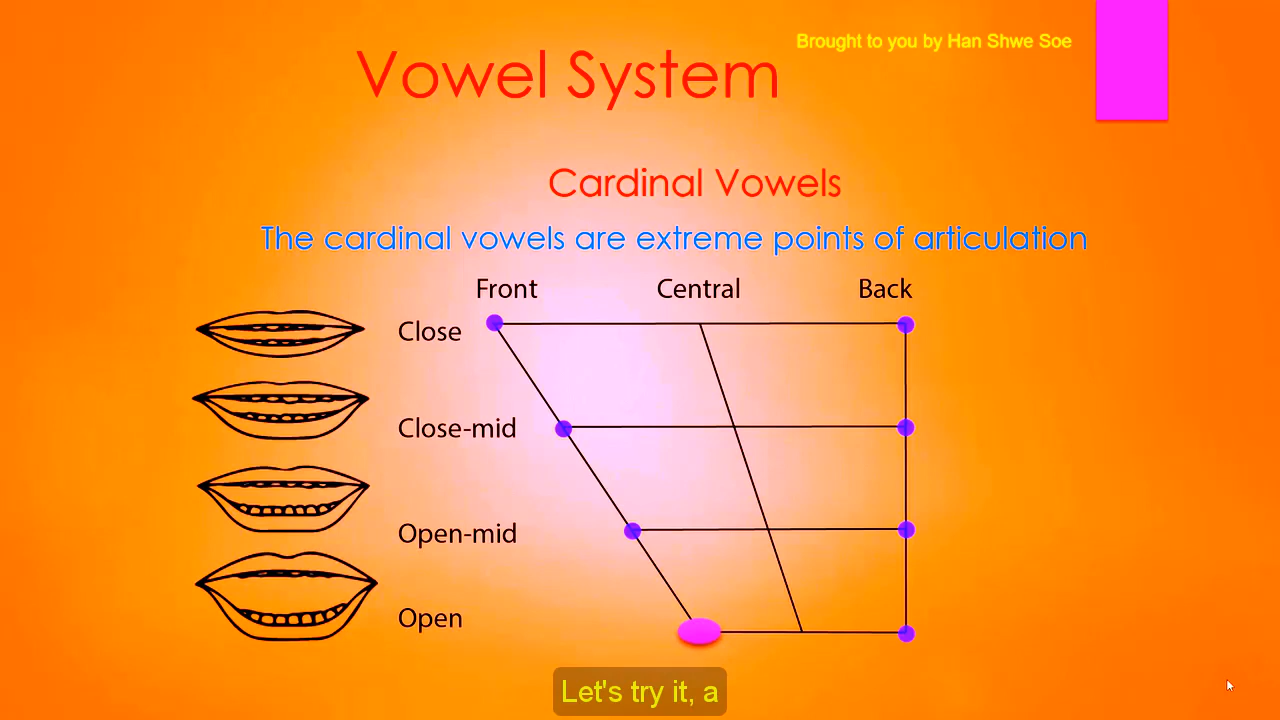 Brought to you by Han Shwe Soe
Vowel System
Cardinal Vowels
The cardinal vowels are extreme points of articulation
Front Central Back
Close
Close-mid
Open-mid
Open
Let's try it, a